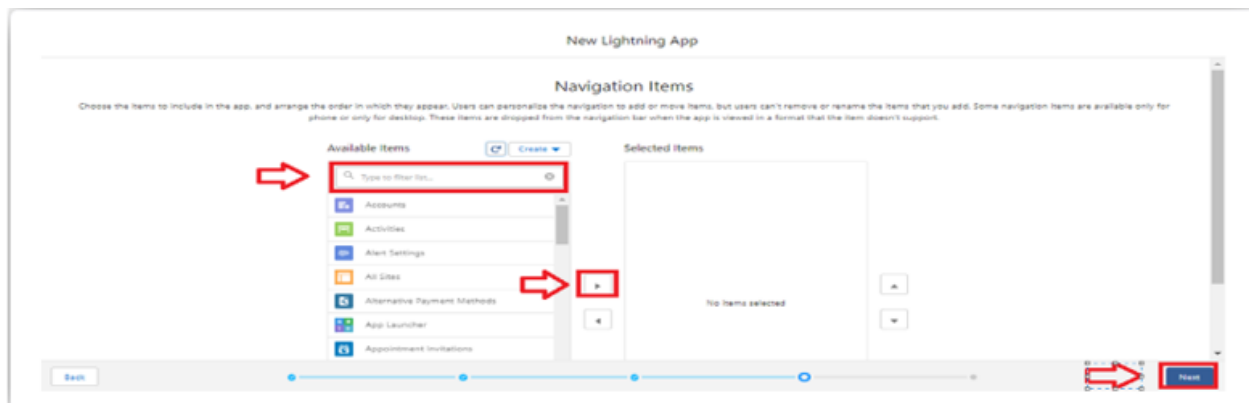 New Lightning App
Navigation Items
Choose the items to include in the app, and arrange the order in which they appear. Users can personalize the navigation to add or move items, but users can't remove or rename the items that you add. Some navigation items are available only for
phone or only for desktop. These items are dropped from the navigation bar when the app is viewed in a format that the item doesn't support.
Available Items Create Selected Items
Type to filter list...
Accounts
Activities
Alert Settings
All Sites
Alternative Payment Methods
No items selected
App Launcher
Appointment Invitations
Back Next